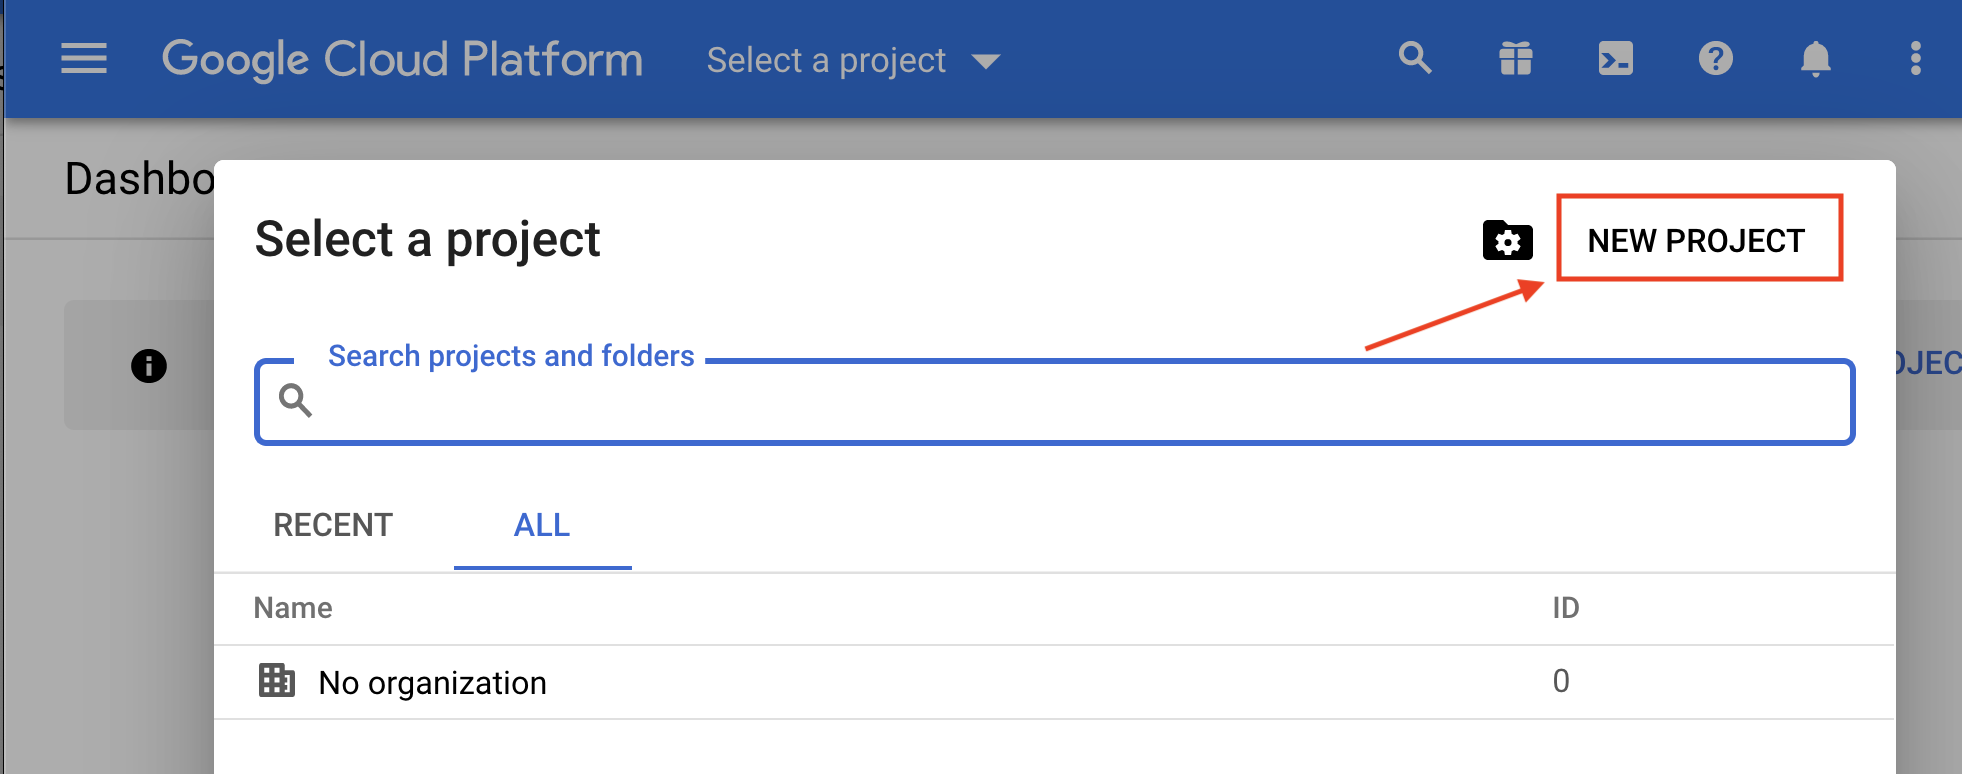 Google Cloud Platform Select a project
Dashbo
Select a project
NEW PROJECT
Search projects and folders
OJEC
RECENT ALL
Name ID
No organization 0